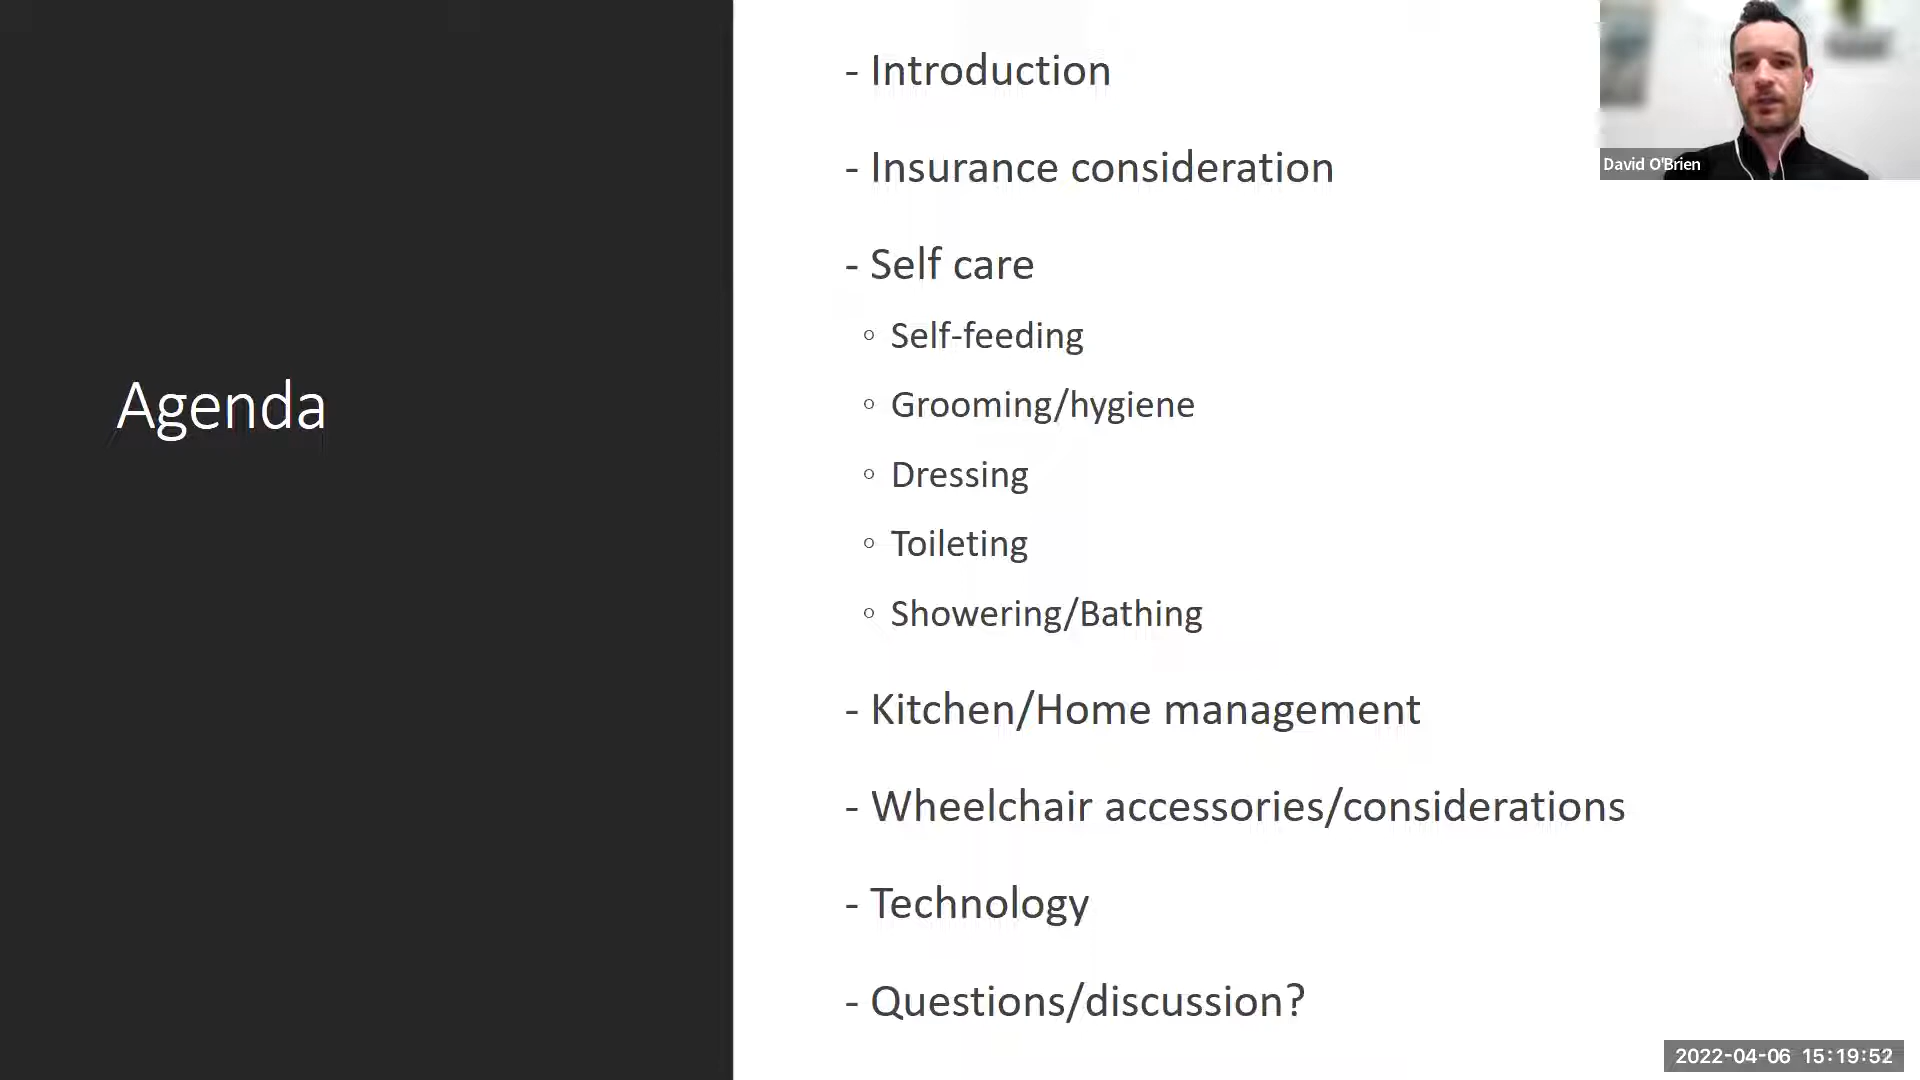 Agenda
- Introduction
- Insurance consideration
- Self care
◦ Self-feeding
◦ Grooming/hygiene
◦ Dressing
◦ Toileting
◦ Showering/Bathing
- Kitchen/Home management
- Wheelchair accessories/considerations
- Technology
- Questions/discussion?
David O'Brien
2022-04-06 15:19:52